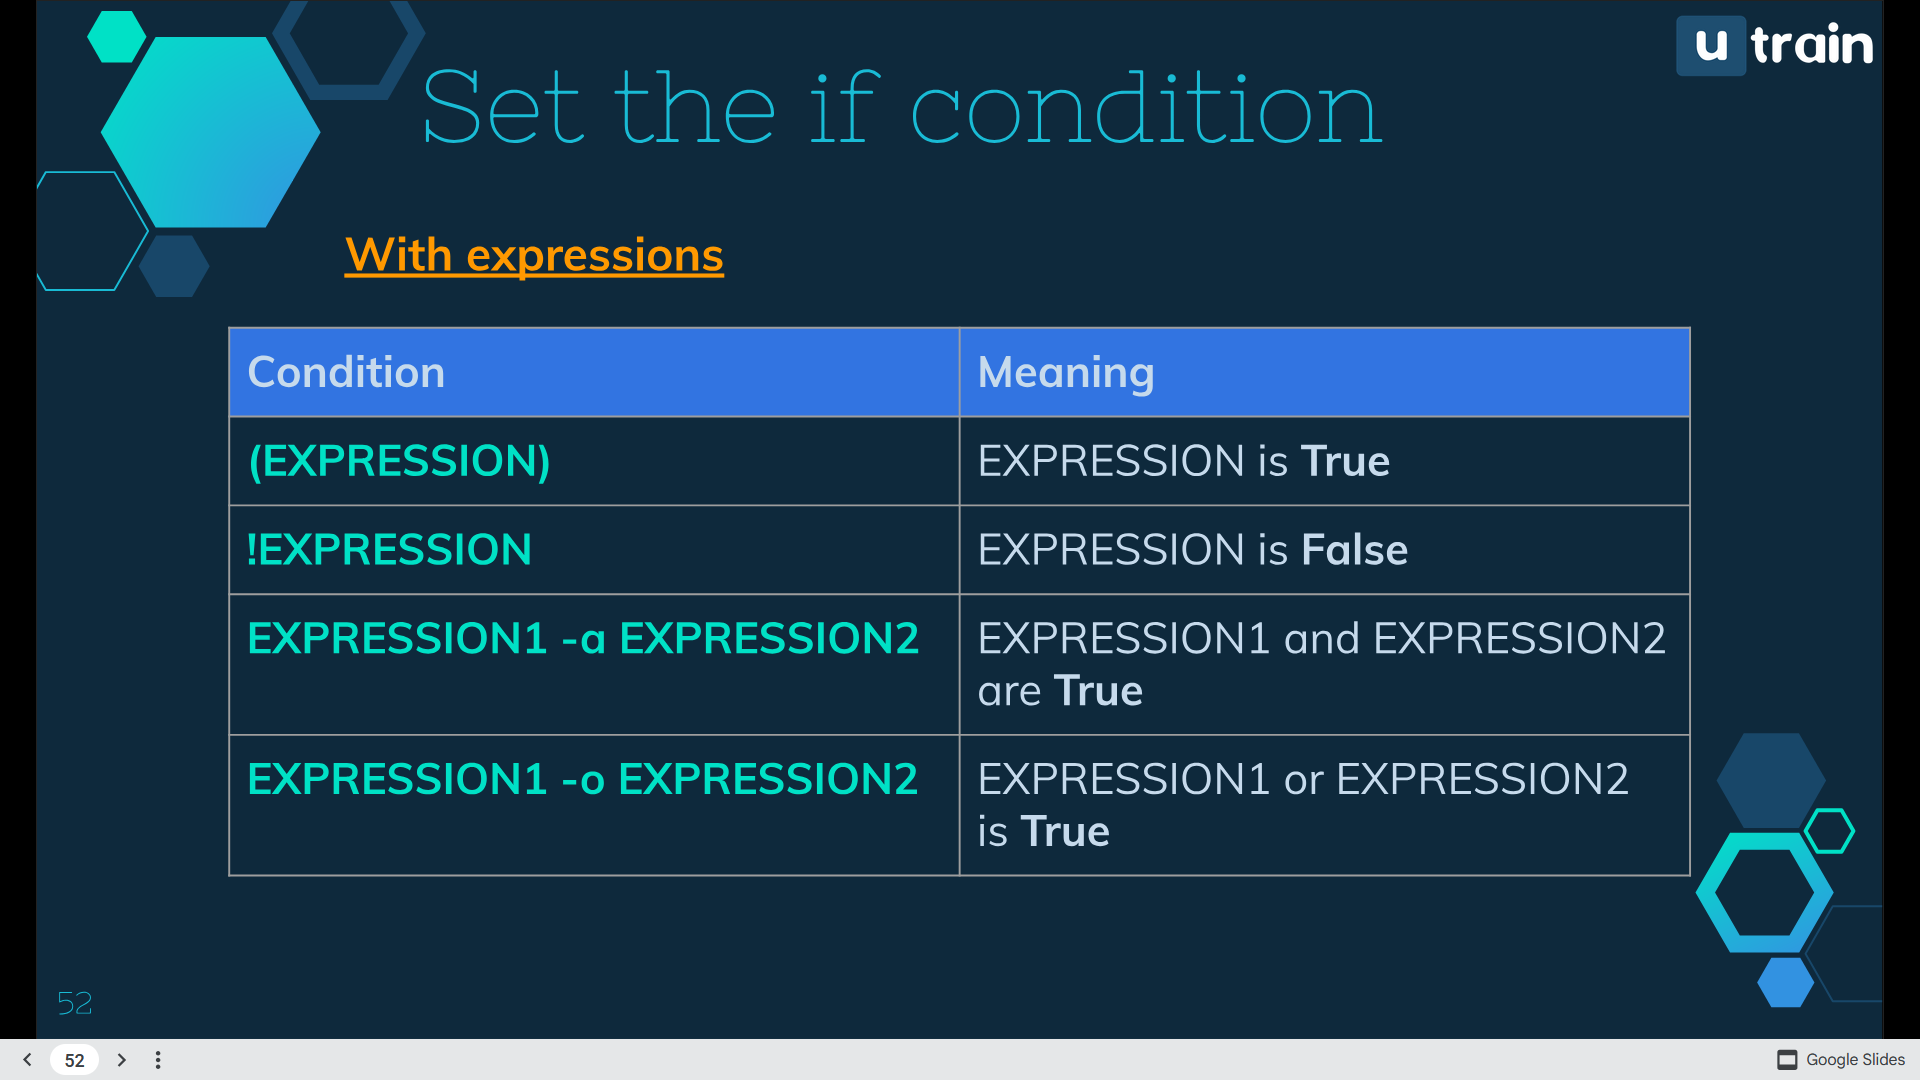 u train
Set the if condition
With expressions
Condition
Meaning
(EXPRESSION)
EXPRESSION is True
!EXPRESSION
EXPRESSION is False
EXPRESSION1 -a EXPRESSION2
EXPRESSION1 and EXPRESSION2
are True
EXPRESSION1 -o EXPRESSION2
EXPRESSION1 or EXPRESSION2
is True
52
52
Google Slides